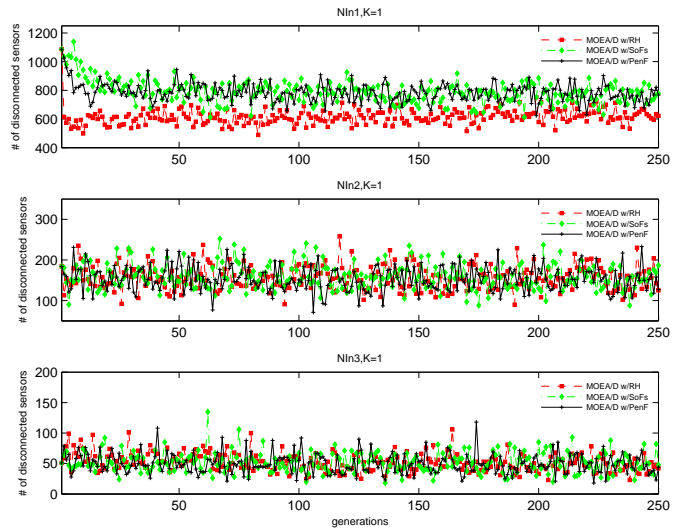 NIn1,K=1
# of disconnected sensors
1200
1000
800
600
400
50
100
150
200
250
MOEA/D w/RH
MOEA/D w/SoFs
MOEA/D w/PenF
NIn2,K=1
# of disconnected sensors
300
200
100
50
100
150
200
250
MOEA/D w/RH
MOEA/D w/SoFs
MOEA/D w/PenF
NIn3,K=1
# of disconnected sensors
200
150
100
50
0
50
100
150
200
250
MOEA/D w/RH
MOEA/D w/SoFs
MOEA/D w/PenF
generations